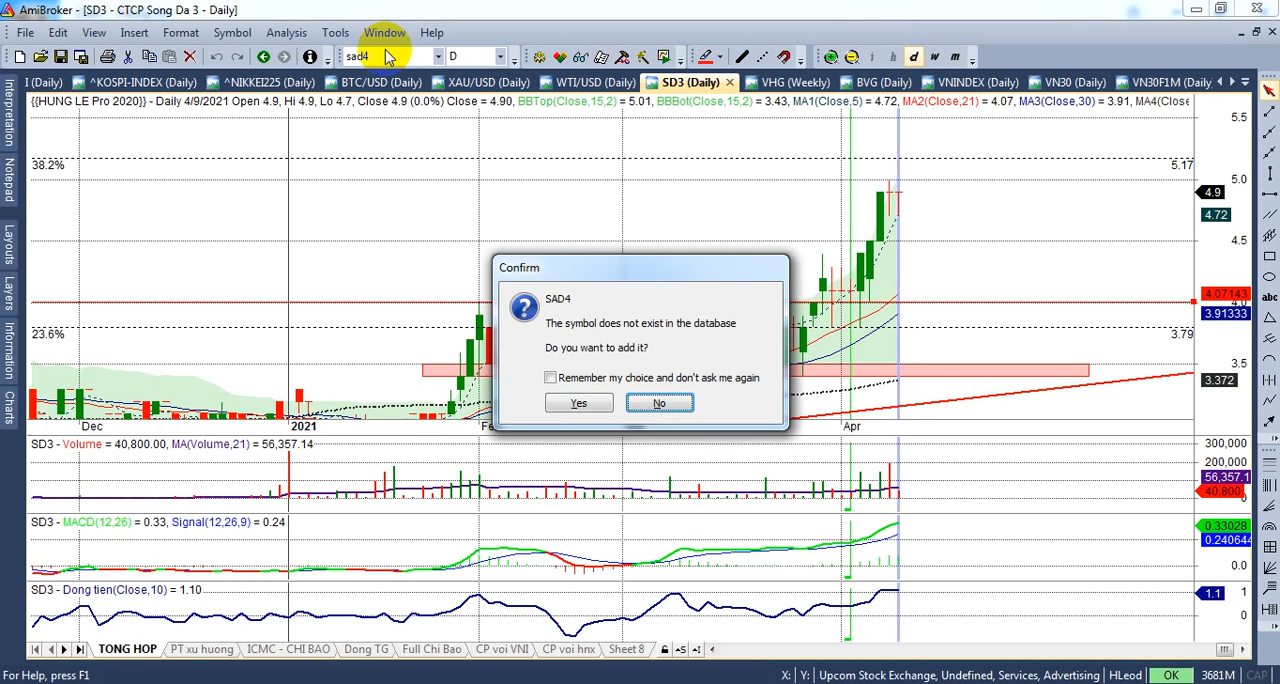 AmiBroker - [SD3 - CTCP Song Da 3 - Daily]
File Edit View Insert Format Symbol Analysis Tools Window Help
sad4 D d w m
I (Daily) ^KOSPI-INDEX (Daily) ^NIKKEI225 (Daily) BTC/USD (Daily) XAU/USD (Daily) WTI/USD (Daily) SD3 (Daily) VHG (Weekly) BVG (Daily) VNINDEX (Daily) VN30 (Daily) VN30F1M (Daily)
{{HUNG LE Pro 2020}} - Daily 4/9/2021 Open 4.9, Hi 4.9, Lo 4.7, Close 4.9 (0.0%) Close = 4.90, BBTop(Close,15,2) = 5.01, BBBot(Close,15,2) = 3.43, MA1(Close,5) = 4.72, MA2(Close,21) = 4.07, MA3(Close,30) = 3.91, MA4(Close
Interpretation
Notepad
Layouts
Layers
Information
Charts
abc
5.5
38.2% 5.17
5.0
4.9
4.72
4.5
4.07143
4.0
3.91333
23.6% 3.79
3.5
3.372
Confirm
SAD4
The symbol does not exist in the database
Do you want to add it?
Remember my choice and don't ask me again
Yes No
Dec 2021 Fe Apr
SD3 - Volume = 40,800.00, MA(Volume,21) = 56,357.14
300,000
200,000
56,357.1
40,800
SD3 - MACD(12,26) = 0.33, Signal(12,26,9) = 0.24
0.33028
0.240644
0.0
SD3 - Dong tien(Close,10) = 1.10
1.1 1
0
TONG HOP PT xu huong ICMC - CHI BAO Dong TG Full Chi Bao CP voi VNI CP voi hnx Sheet 8
For Help, press F1 X: Y: Upcom Stock Exchange, Undefined, Services, Advertising HLeod OK 3681M CAP